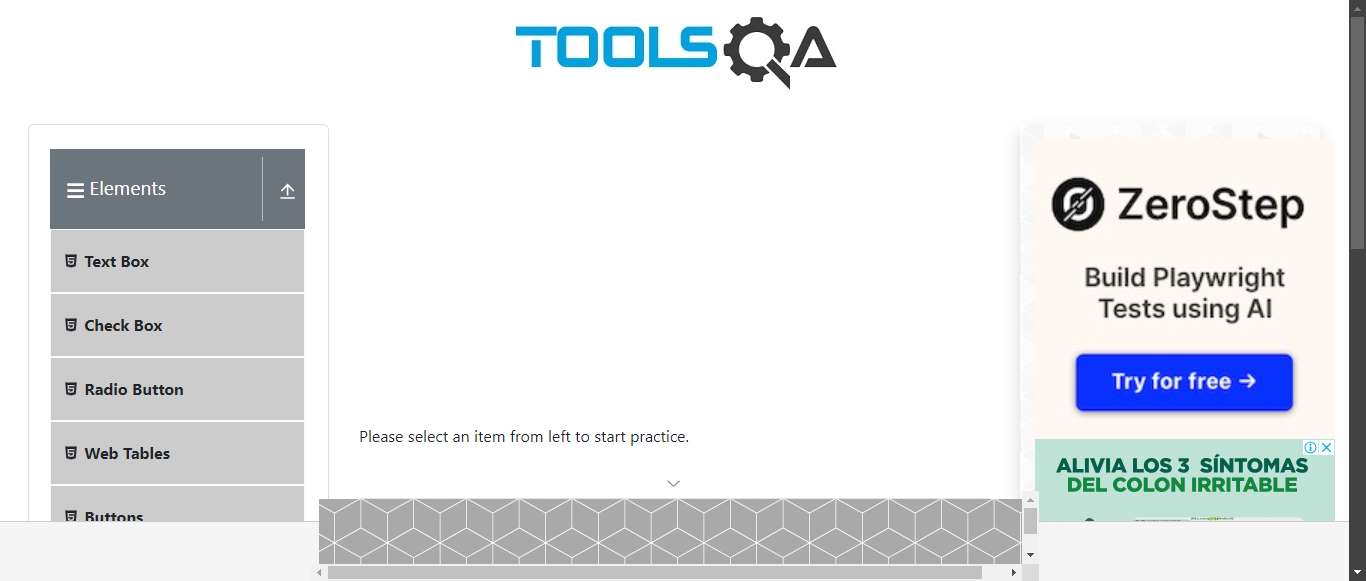 TOOLSQA
Elements
Text Box
Check Box
Radio Button
Web Tables
Buttons
Please select an item from left to start practice.
ZeroStep
Build Playwright
Tests using AI
Try for free →
ALIVIA LOS 3 SÍNTOMAS
DEL COLON IRRITABLE